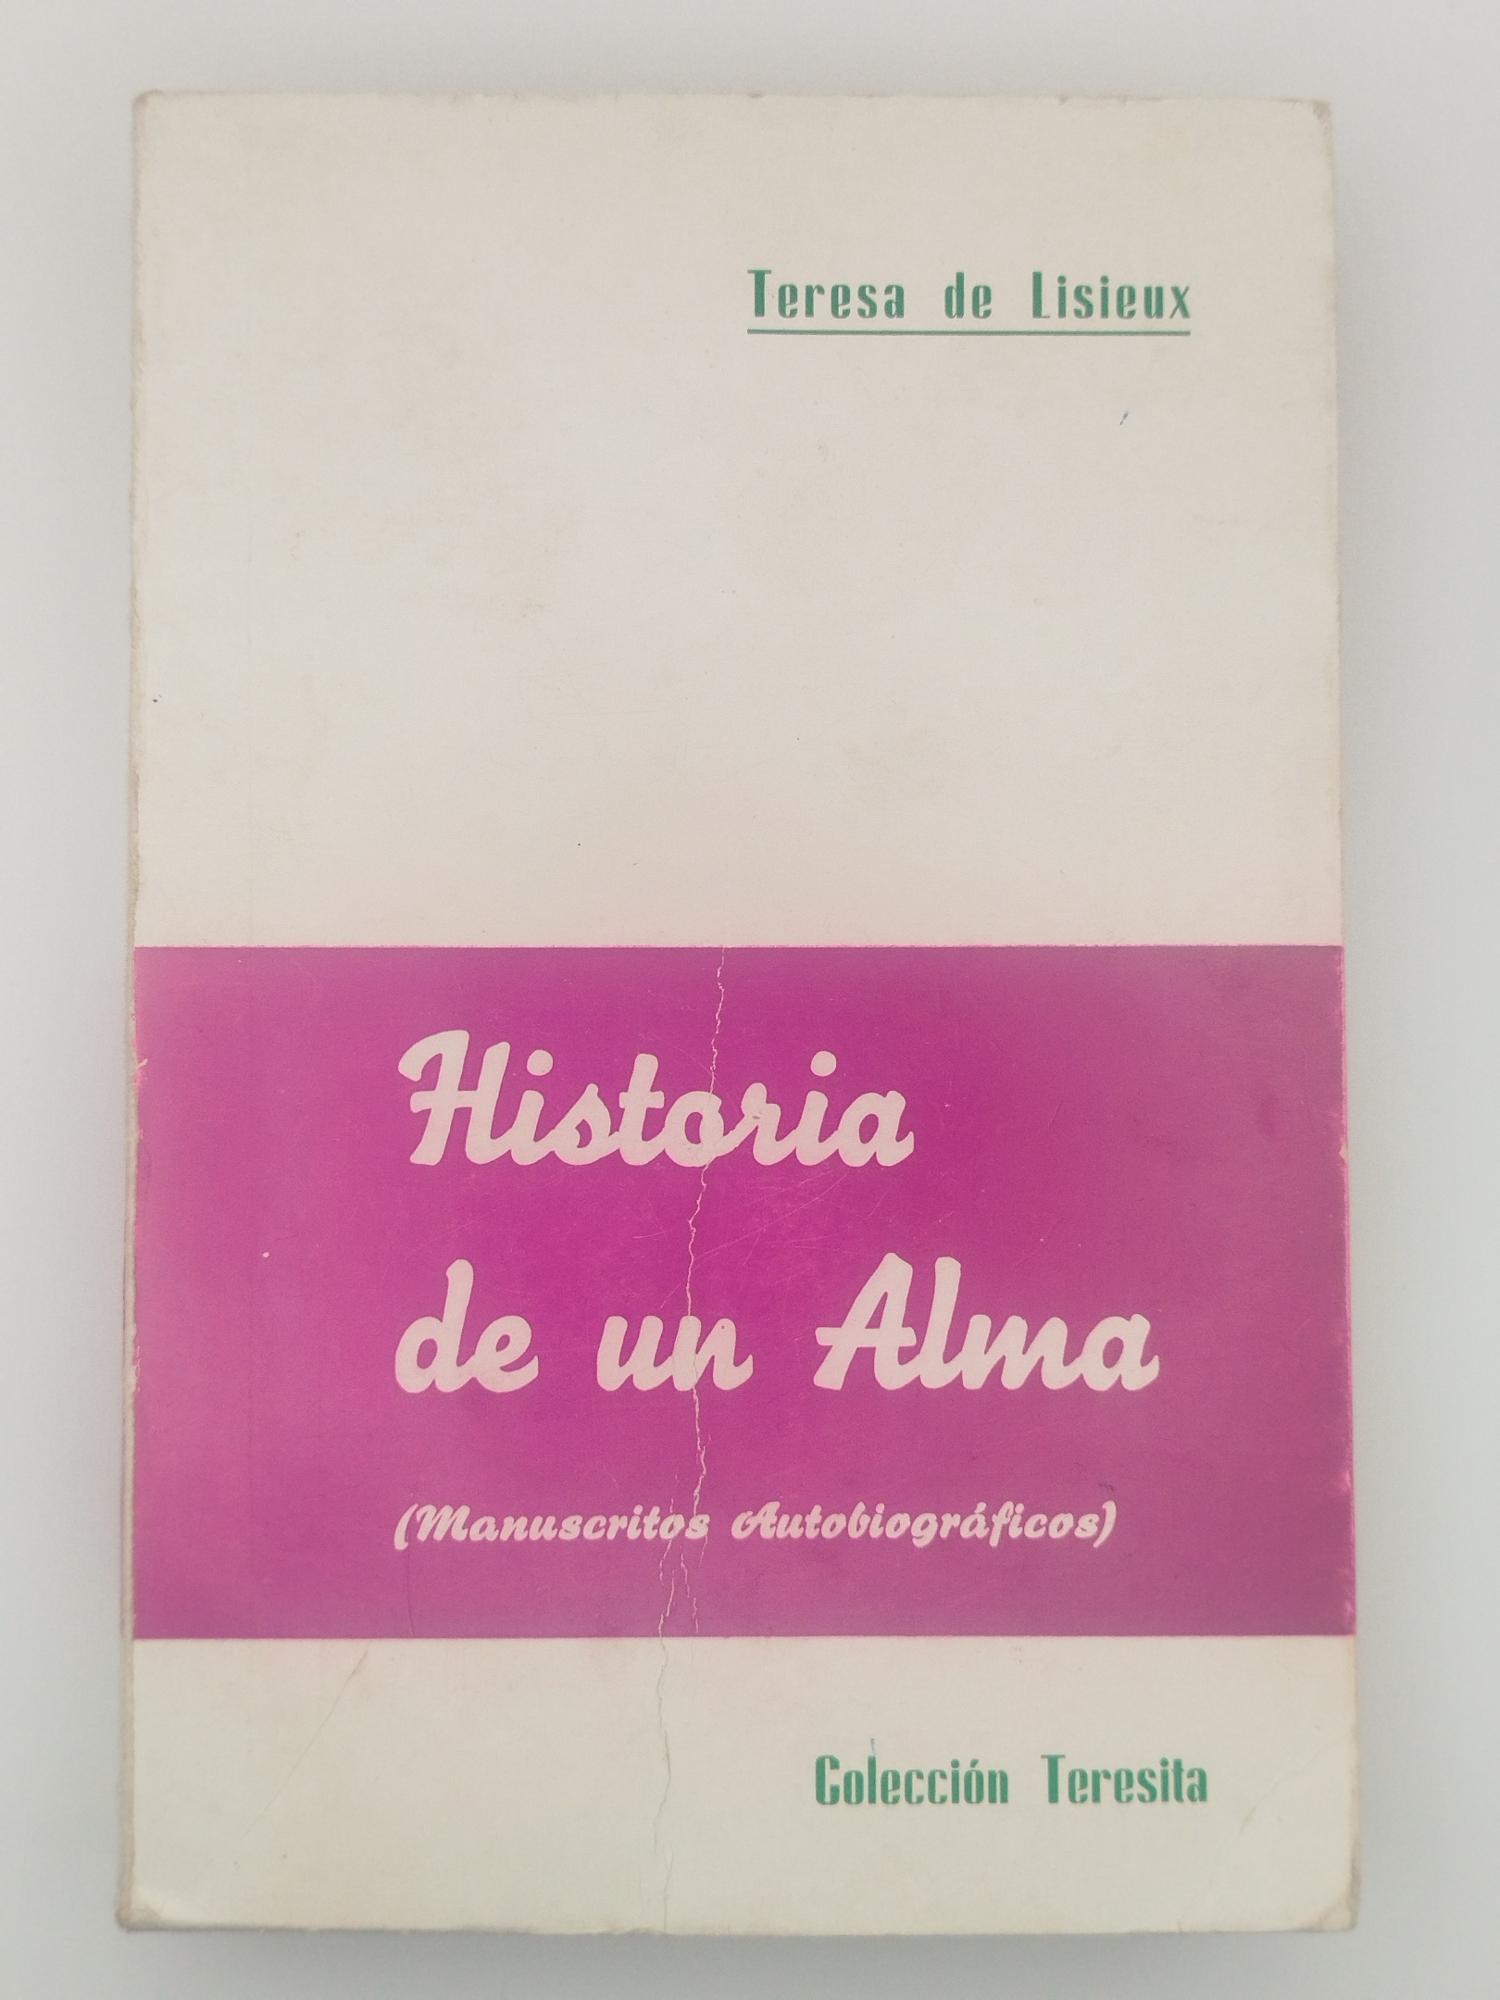 Teresa de Lisieux
Historia
de un Alma
(Manuscritos Autobiográficos)
Colección Teresita